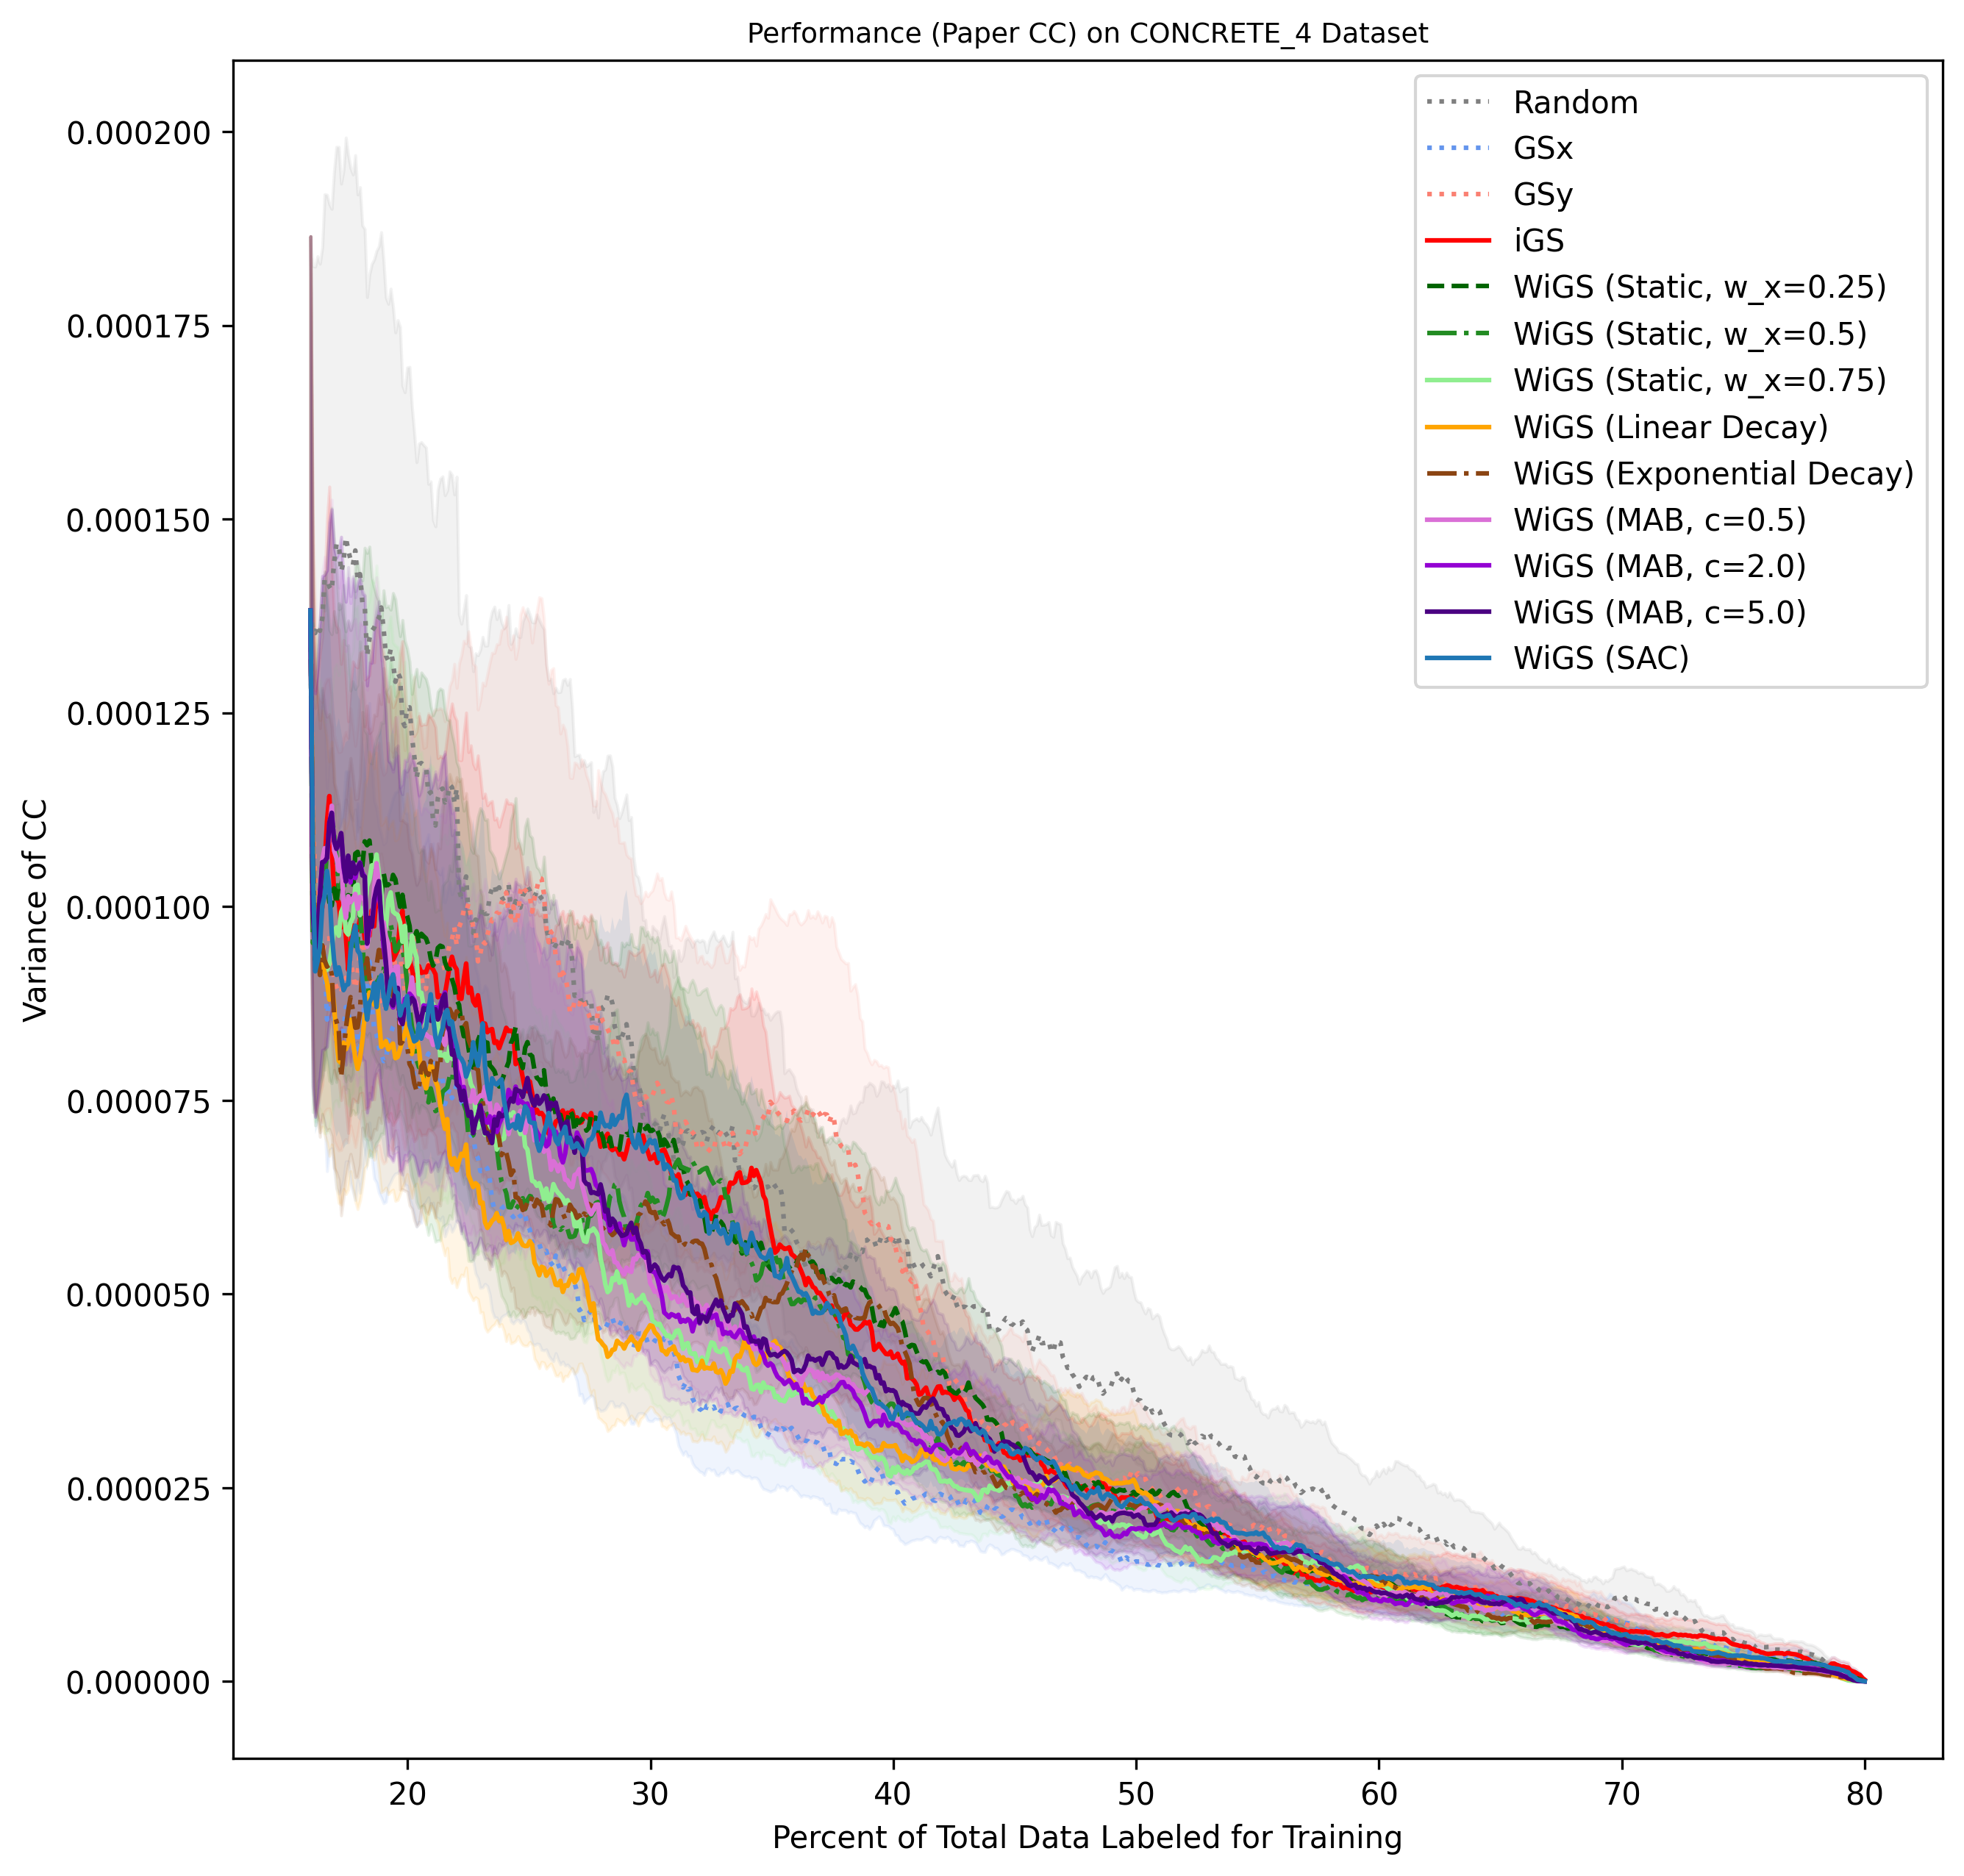 Performance (Paper CC) on CONCRETE_4 Dataset
Variance of CC
0.000200
0.000175
0.000150
0.000125
0.000100
0.000075
0.000050
0.000025
0.000000
Random
GSx
GSy
iGS
WiGS (Static, w_x=0.25)
WiGS (Static, w_x=0.5)
WiGS (Static, w_x=0.75)
WiGS (Linear Decay)
WiGS (Exponential Decay)
WiGS (MAB, c=0.5)
WiGS (MAB, c=2.0)
WiGS (MAB, c=5.0)
WiGS (SAC)
20 30 40 50 60 70 80
Percent of Total Data Labeled for Training